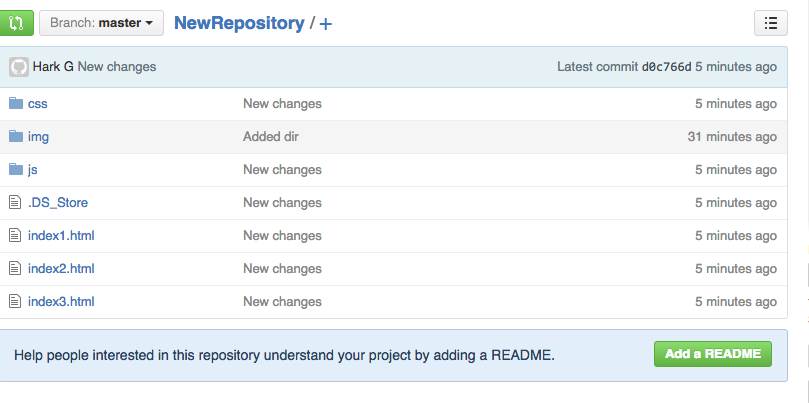 Branch: master NewRepository / +
Hark G New changes Latest commit d0c766d 5 minutes ago
css New changes 5 minutes ago
img Added dir 31 minutes ago
js New changes 5 minutes ago
.DS_Store New changes 5 minutes ago
index1.html New changes 5 minutes ago
index2.html New changes 5 minutes ago
index3.html New changes 5 minutes ago
Help people interested in this repository understand your project by adding a README. Add a README